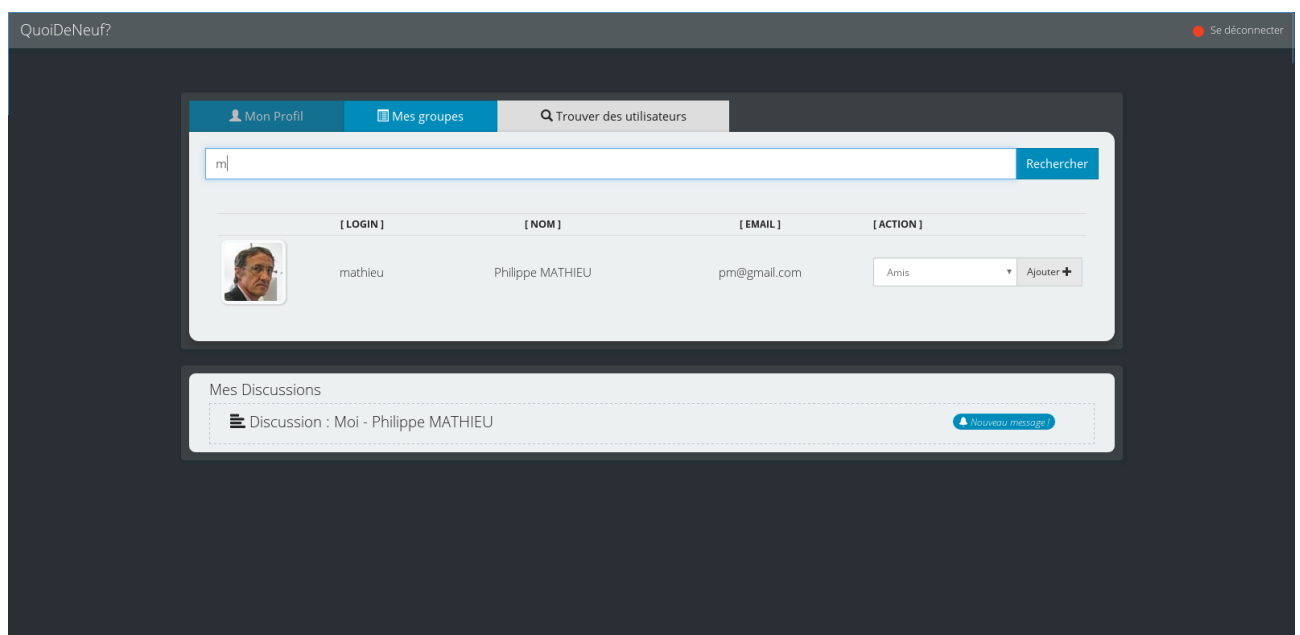 QuoiDeNeuf? Se déconnecter
Mon Profil Mes groupes Trouver des utilisateurs
m Rechercher
[ LOGIN ] [ NOM ] [ EMAIL ] [ ACTION ]
mathieu Philippe MATHIEU pm@gmail.com Amis Ajouter
Mes Discussions
Discussion : Moi - Philippe MATHIEU Nouveau message !